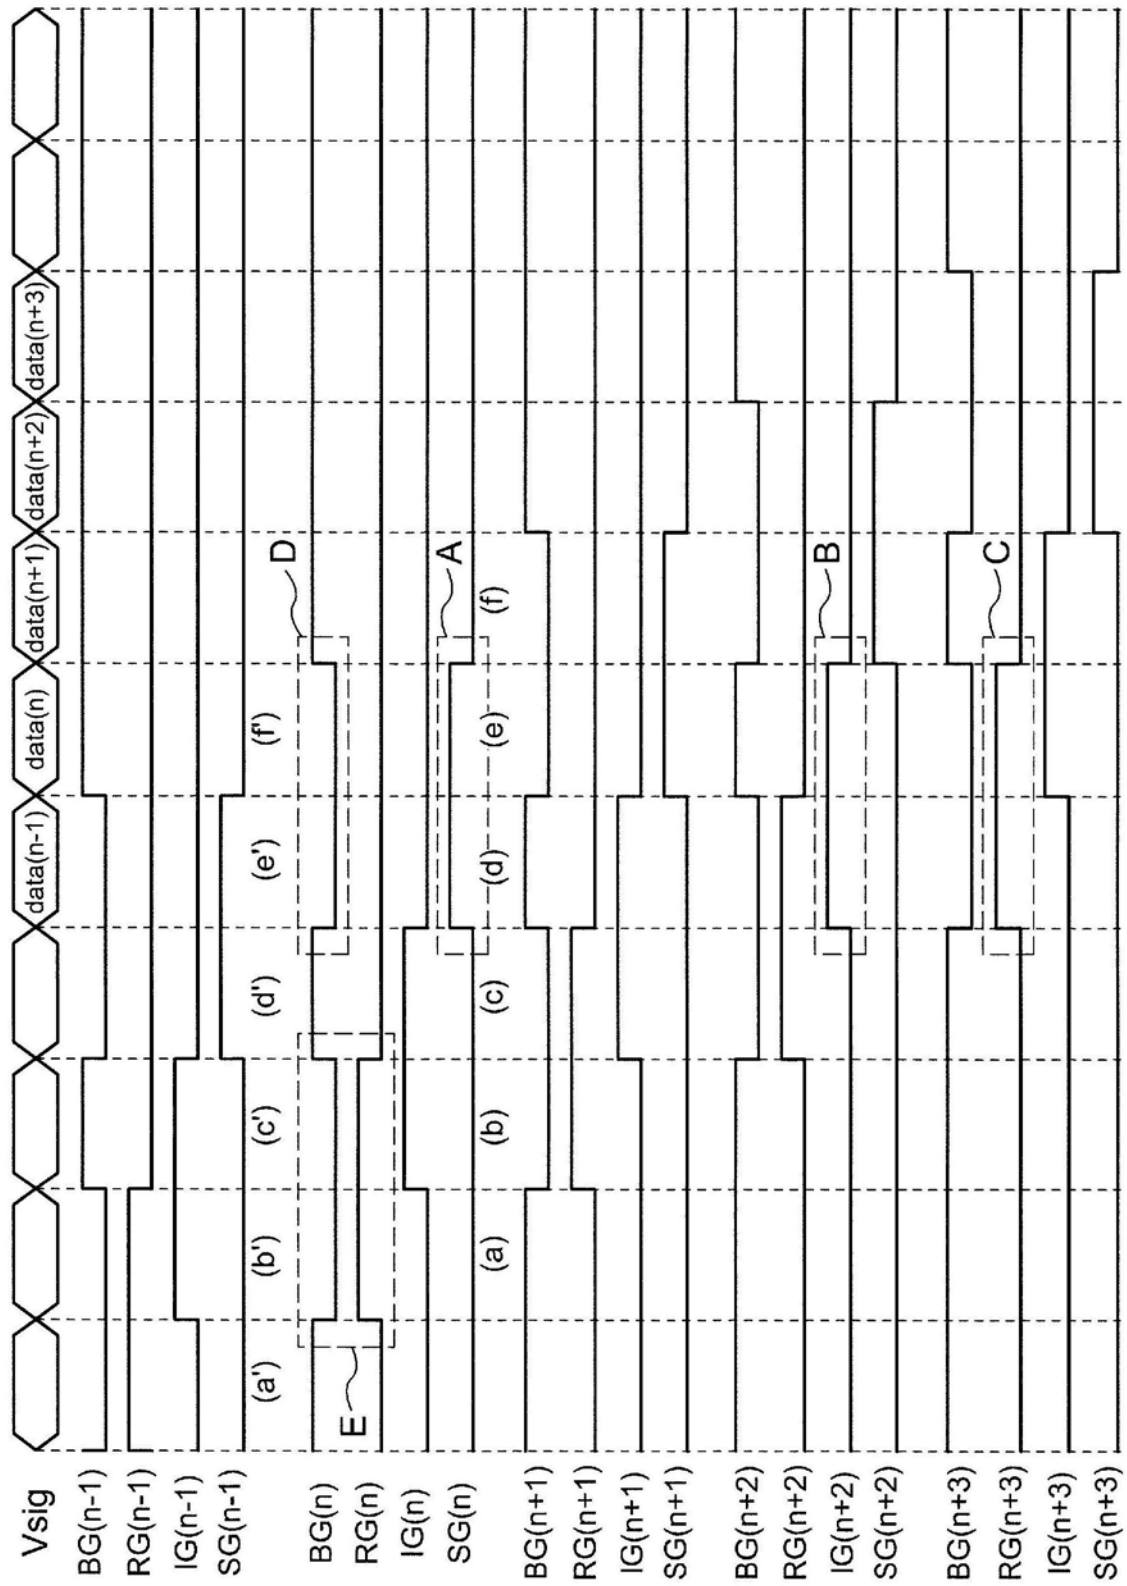 Vsig data(n-1) data(n) data(n+1) data(n+2) data(n+3)
BG(n-1)
RG(n-1)
IG(n-1)
SG(n-1)
(a') (b') (c') (d') (e') (f') D
BG(n)
RG(n)
E
IG(n)
SG(n)
A
(a) (b) (c) (d) (e) (f)
BG(n+1)
RG(n+1)
IG(n+1)
SG(n+1)
BG(n+2)
RG(n+2)
B
IG(n+2)
SG(n+2)
BG(n+3)
C
RG(n+3)
IG(n+3)
SG(n+3)